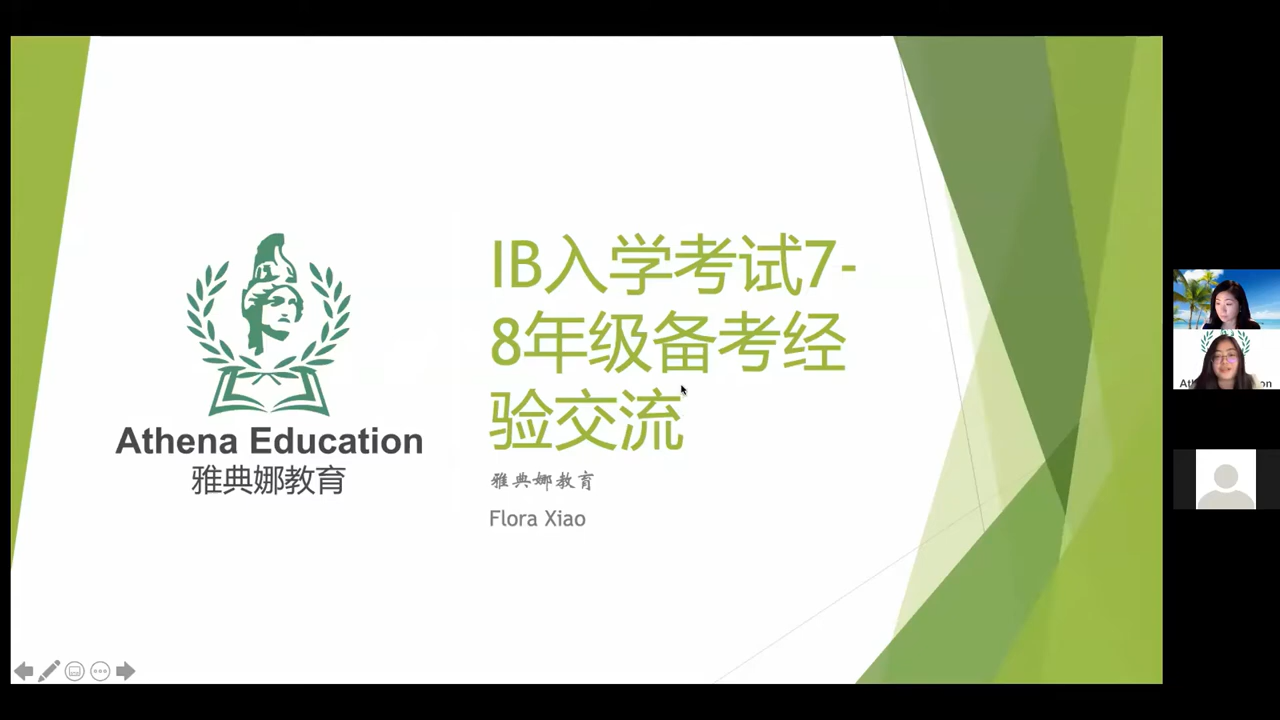 IB入学考试7-
8年级备考经
验交流
雅典娜教育
Flora Xiao
Athena Education
雅典娜教育